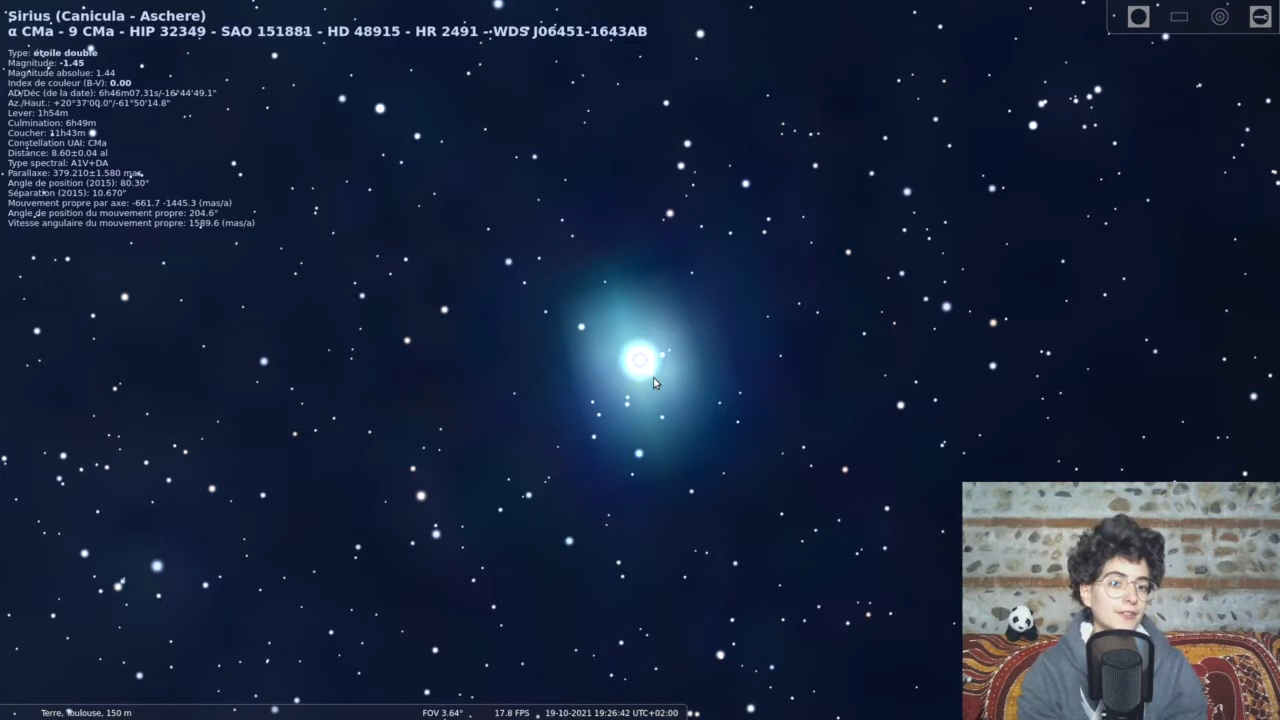 Sirius (Canicula - Aschere)
α CMa - 9 CMa - HIP 32349 - SAO 151881 - HD 48915 - HR 2491 - WDS J06451-1643AB
Type: étoile double
Magnitude: -1.45
Magnitude absolue: 1.44
Index de couleur (B-V): 0.00
AD/Déc (de la date): 6h46m07.31s/-16°44'49.1"
Az./Haut.: +20°37'00.0"/-61°50'14.8"
Lever: 1h54m
Culmination: 6h49m
Coucher: 11h43m
Constellation UAI: CMa
Distance: 8.60±0.04 al
Type spectral: A1V+DA
Parallaxe: 379.210±1.580 mas
Angle de position (2015): 80.30°
Séparation (2015): 10.670"
Mouvement propre par axe: -661.7 -1445.3 (mas/a)
Angle de position du mouvement propre: 204.6°
Vitesse angulaire du mouvement propre: 1589.6 (mas/a)
Terre, Toulouse, 150 m FOV 3.64° 17.8 FPS 19-10-2021 19:26:42 UTC+02:00